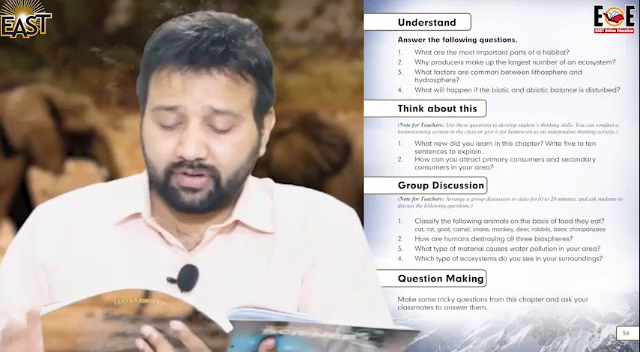 EAST
EOE
EAST Online Education
Understand
Answer the following questions.
1. What are the most important parts of a habitat?
2. Why producers make up the largest number of an ecosystem?
3. What factors are common between lithosphere and
hydrosphere?
4. What will happen if the biotic and abiotic balance is disturbed?
Think about this
(Note for Teachers: Use these questions to develop student's thinking skills. You can conduct a
brainstorming session in the class or give it for homework as an independent thinking activity.)
1. What new did you learn in this chapter? Write five to ten
sentences to explain.
2. How can you attract primary consumers and secondary
consumers in your area?
Group Discussion
(Note for Teachers: Arrange a group discussion in class for 10 to 20 minutes, and ask students to
discuss the following questions.)
1. Classify the following animals on the basis of food they eat?
cat, rat, goat, camel, snake, monkey, deer, rabbits, bear, chimpanzees
2. How are humans destroying all three biospheres?
3. What type of material causes water pollution in your area?
4. Which type of ecosystems do you see in your surroundings?
Question Making
Make some tricky questions from this chapter and ask your
classmates to answer them.
56